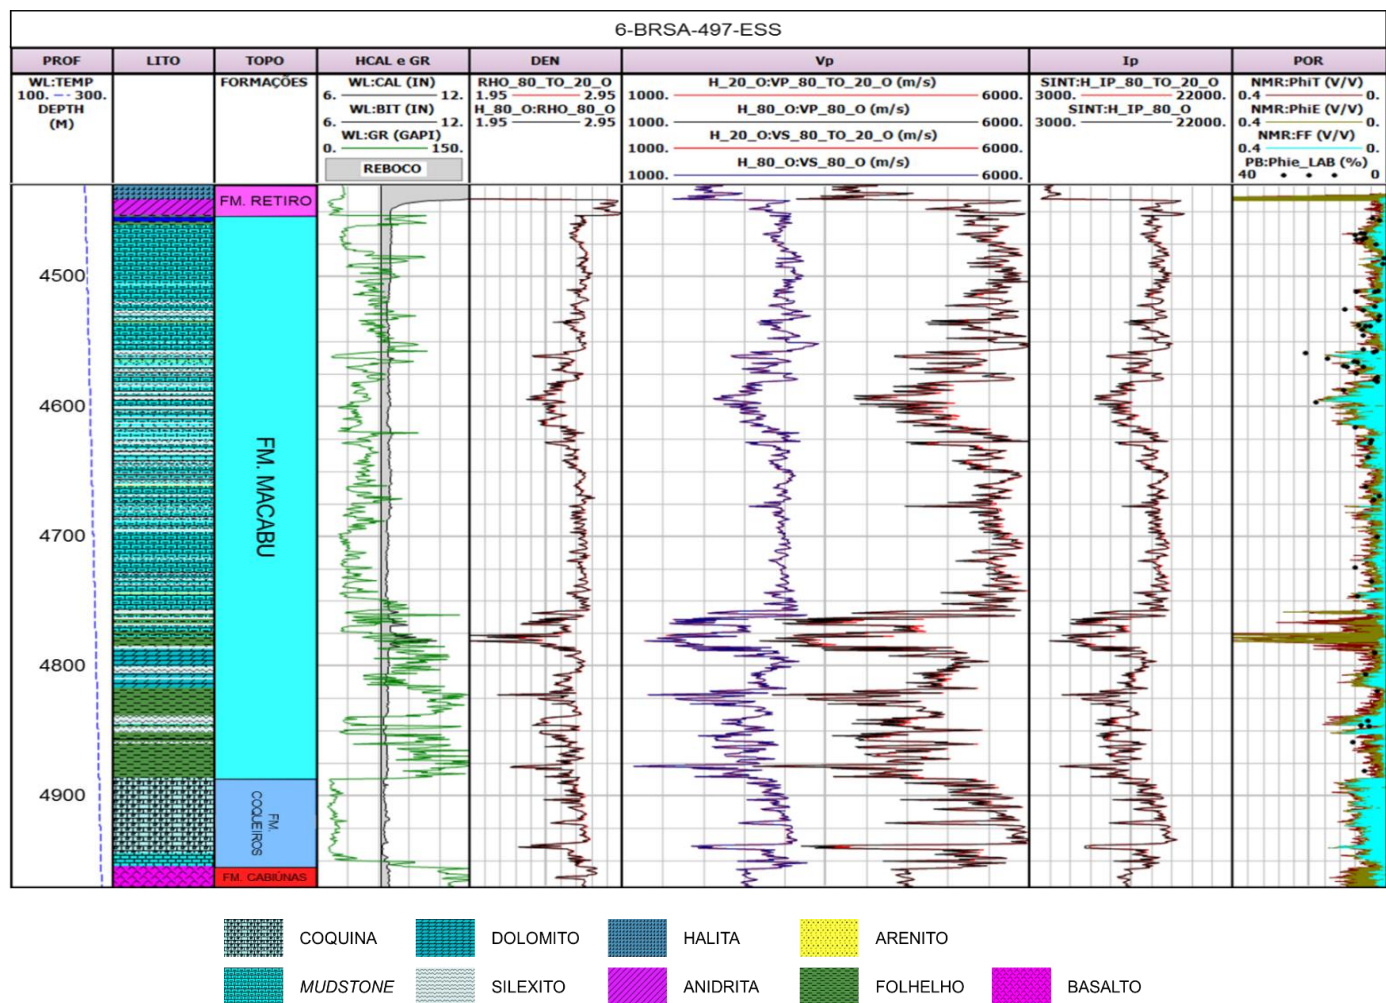 6-BRSA-497-ESS
PROF LITO TOPO HCAL e GR DEN Vp Ip POR
WL:TEMP
100. 300.
DEPTH
(M)
FORMAÇÕES
WL:CAL (IN)
6. 12.
WL:BIT (IN)
6. 12.
WL:GR (GAPI)
0. 150.
REBOCO
RHO_80_TO_20_O
1.95 2.95
H_80_O:RHO_80_O
1.95 2.95
H_20_O:VP_80_TO_20_O (m/s)
1000. 6000.
H_80_O:VP_80_O (m/s)
1000. 6000.
H_20_O:VS_80_TO_20_O (m/s)
1000. 6000.
H_80_O:VS_80_O (m/s)
1000. 6000.
SINT:H_IP_80_TO_20_O
3000. 22000.
SINT:H_IP_80_O
3000. 22000.
NMR:PhiT (V/V)
0.4 0.
NMR:PhiE (V/V)
0.4 0.
NMR:FF (V/V)
0.4 0.
PB:Phie_LAB (%)
40 0
FM. RETIRO
4500
4600
FM. MACABU
4700
4800
4900
FM.
COQUEIROS
FM. CABIÚNAS
COQUINA DOLOMITO HALITA ARENITO
MUDSTONE SILEXITO ANIDRITA FOLHELHO BASALTO